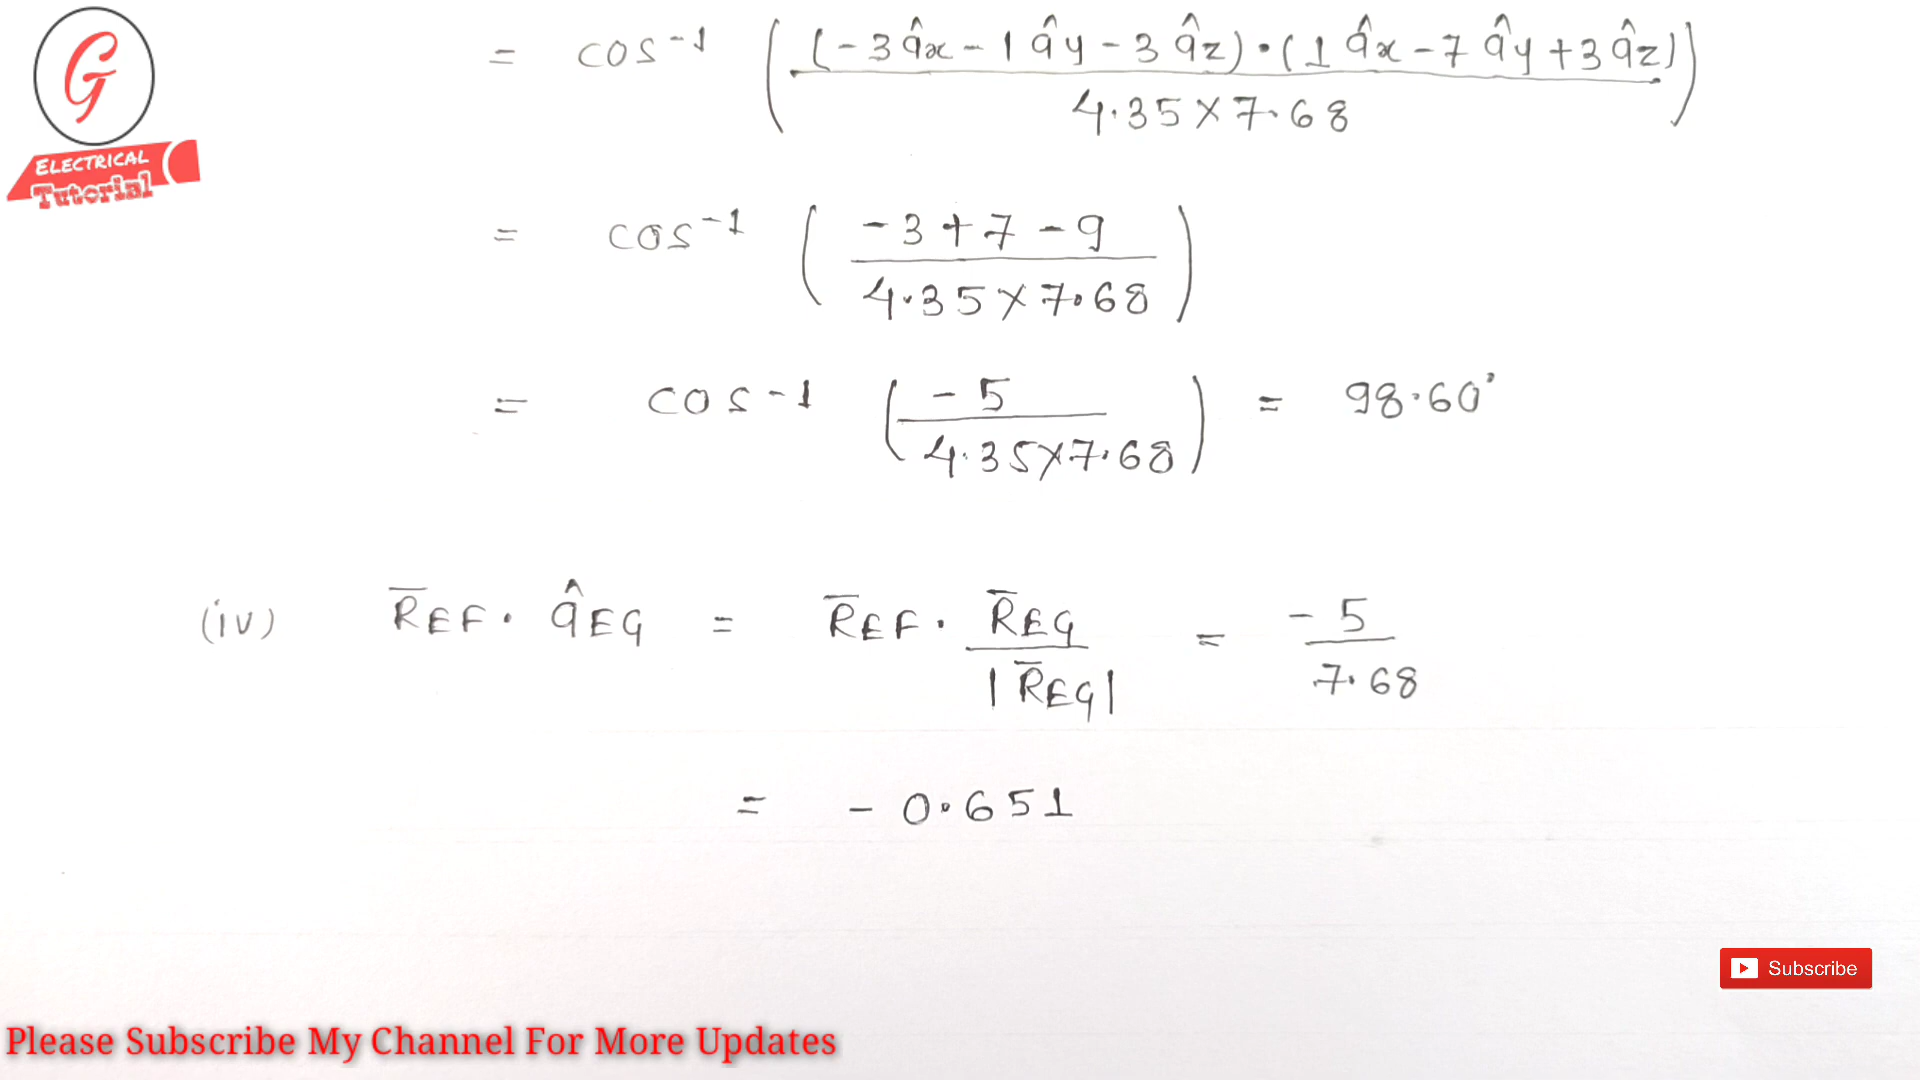 G
ELECTRICAL
Tutorial
= cos⁻¹ ( (-3âx - 1ây - 3âz)·(1âx - 7ây + 3âz) / 4.35 × 7.68 )
= cos⁻¹ ( -3+7-9 / 4.35×7.68 )
= cos⁻¹ ( -5 / 4.35×7.68 ) = 98.60°
(iv) R̅EF · âEG = R̅EF · R̅EG / |R̅EG| = -5 / 7.68
= - 0.651
Subscribe
Please Subscribe My Channel For More Updates